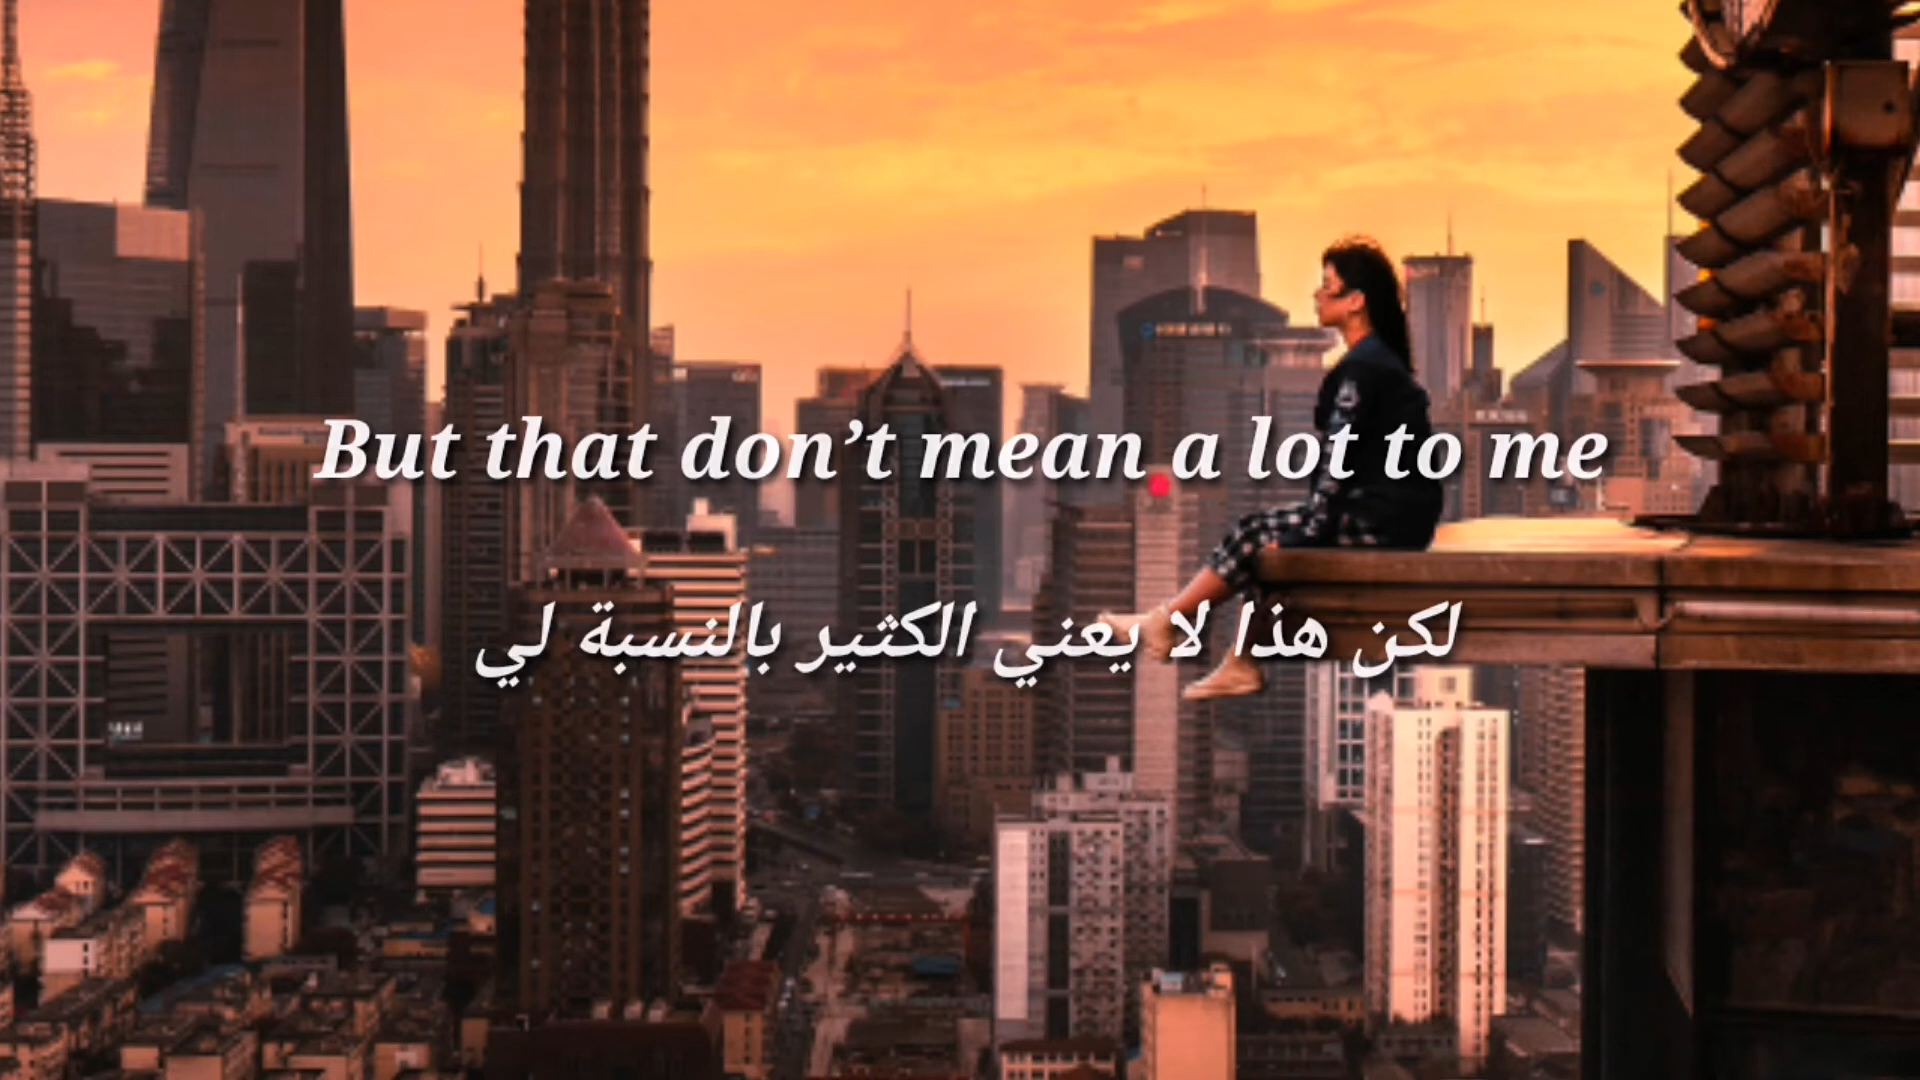 But that don’t mean a lot to me
لكن هذا لا يعني الكثير بالنسبة لي